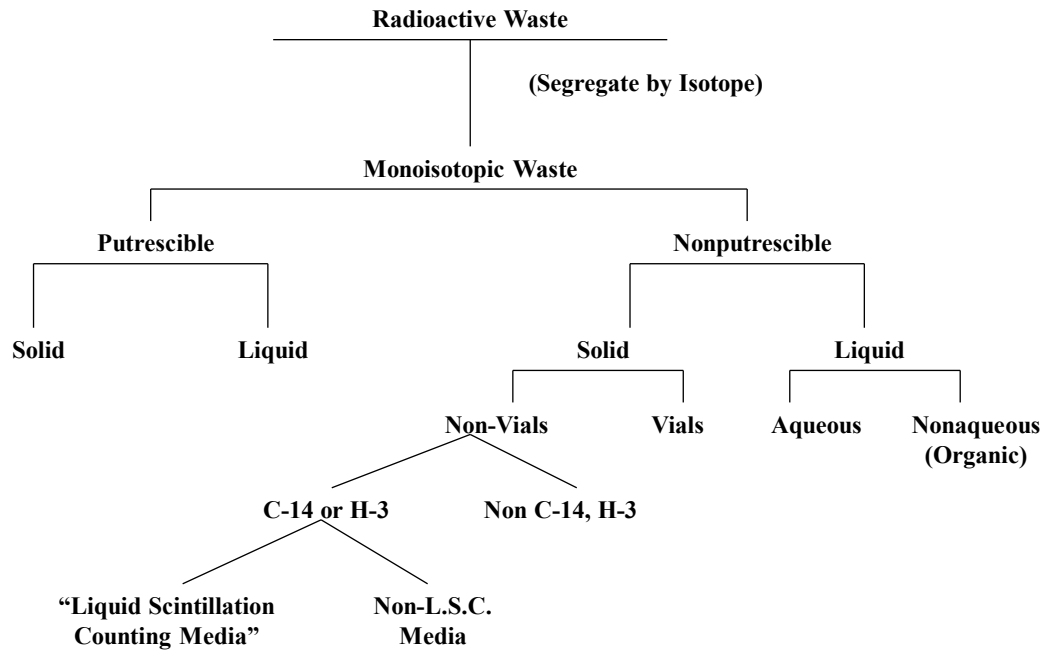 Radioactive Waste
(Segregate by Isotope)
Monoisotopic Waste
Putrescible
Nonputrescible
Solid
Liquid
Solid
Liquid
Non-Vials
Vials
Aqueous
Nonaqueous
(Organic)
C-14 or H-3
Non C-14, H-3
“Liquid Scintillation
Counting Media”
Non-L.S.C.
Media